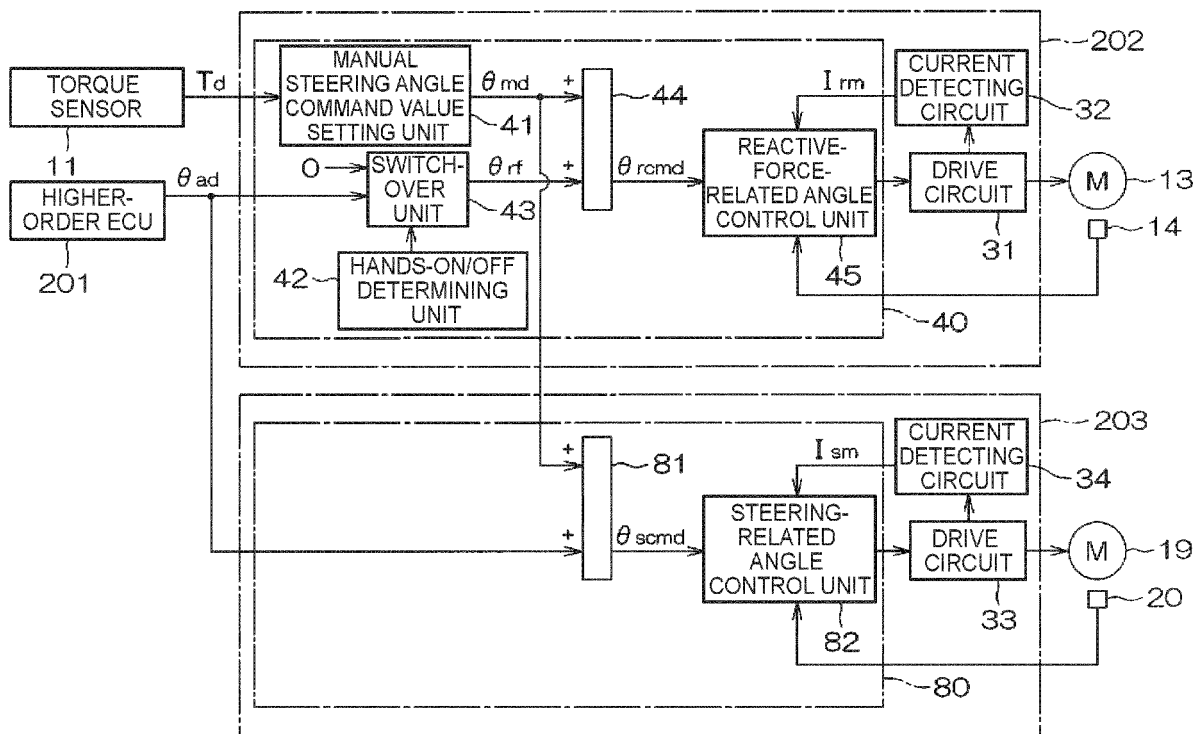 202
MANUAL
STEERING ANGLE
COMMAND VALUE
SETTING UNIT
41
TORQUE
SENSOR
11
Td
θmd
+
44
CURRENT
DETECTING
CIRCUIT
32
Irm
HIGHER-
ORDER ECU
201
θad
0
SWITCH-
OVER
UNIT
43
θrf
+
θrcmd
REACTIVE-
FORCE-
RELATED ANGLE
CONTROL UNIT
45
DRIVE
CIRCUIT
31
M
13
14
42
HANDS-ON/OFF
DETERMINING
UNIT
40
203
+
81
CURRENT
DETECTING
CIRCUIT
34
Ism
+
θscmd
STEERING-
RELATED
ANGLE
CONTROL UNIT
82
DRIVE
CIRCUIT
33
M
19
20
80